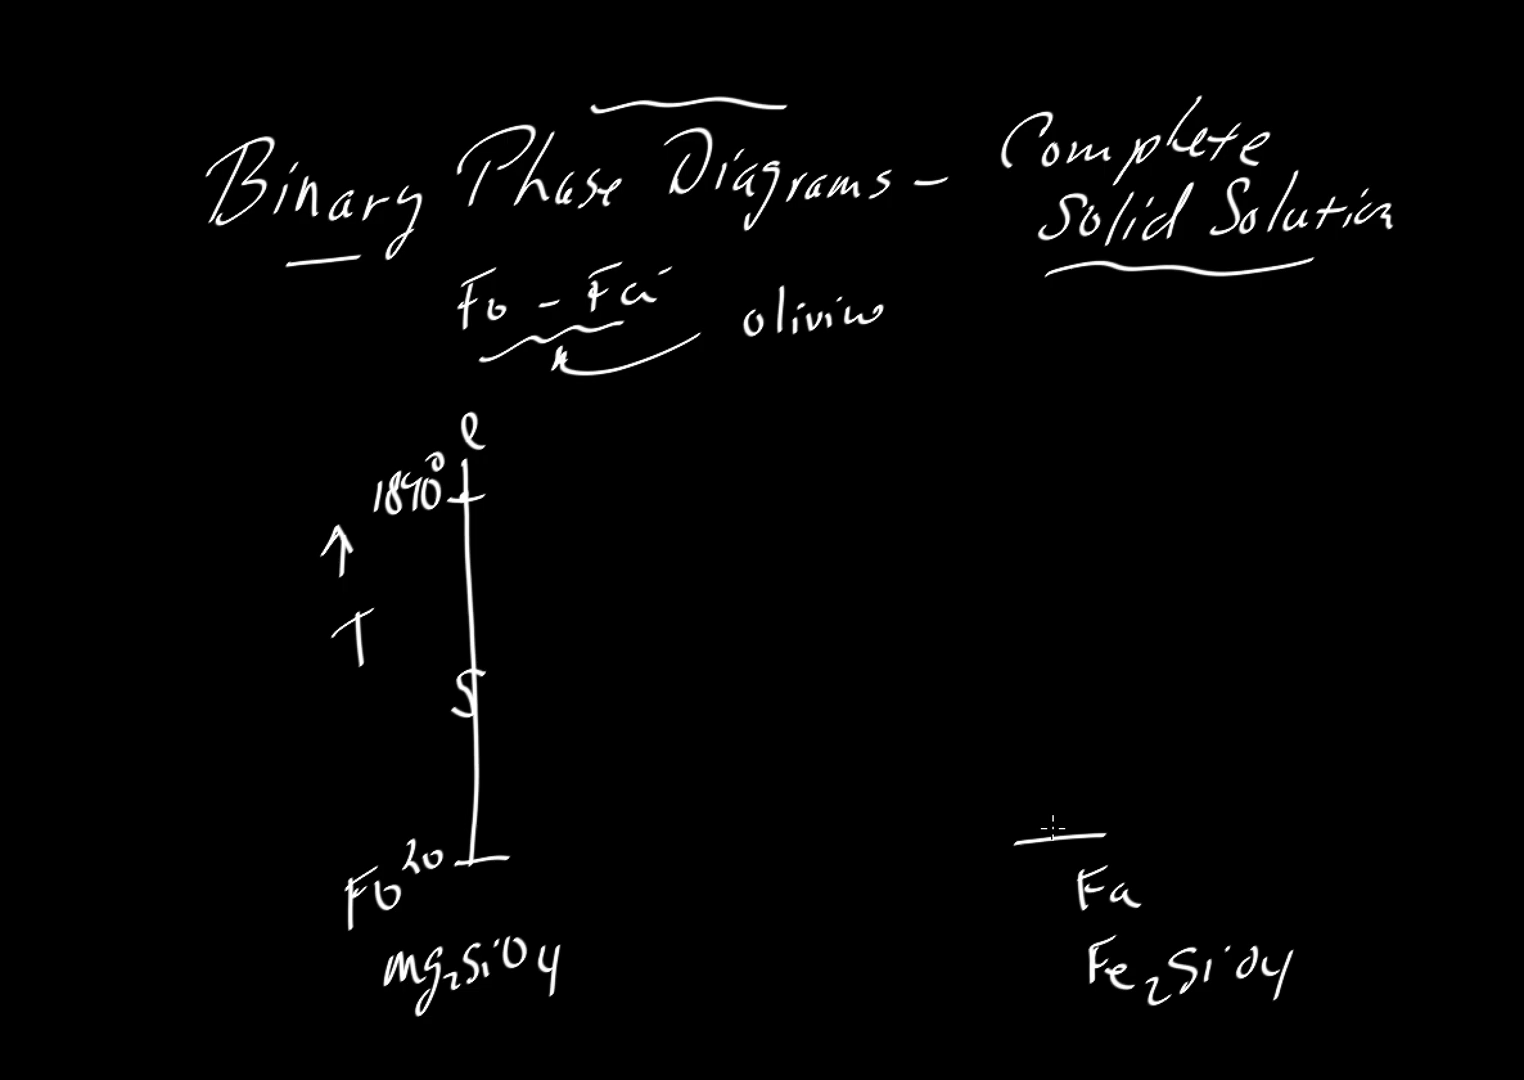 Binary Phase Diagrams - Complete
Solid Solution
Fo - Fa
olivine
l
1890°
↑
T
S
20
Fo
Fa
Mg2SiO4
Fe2SiO4